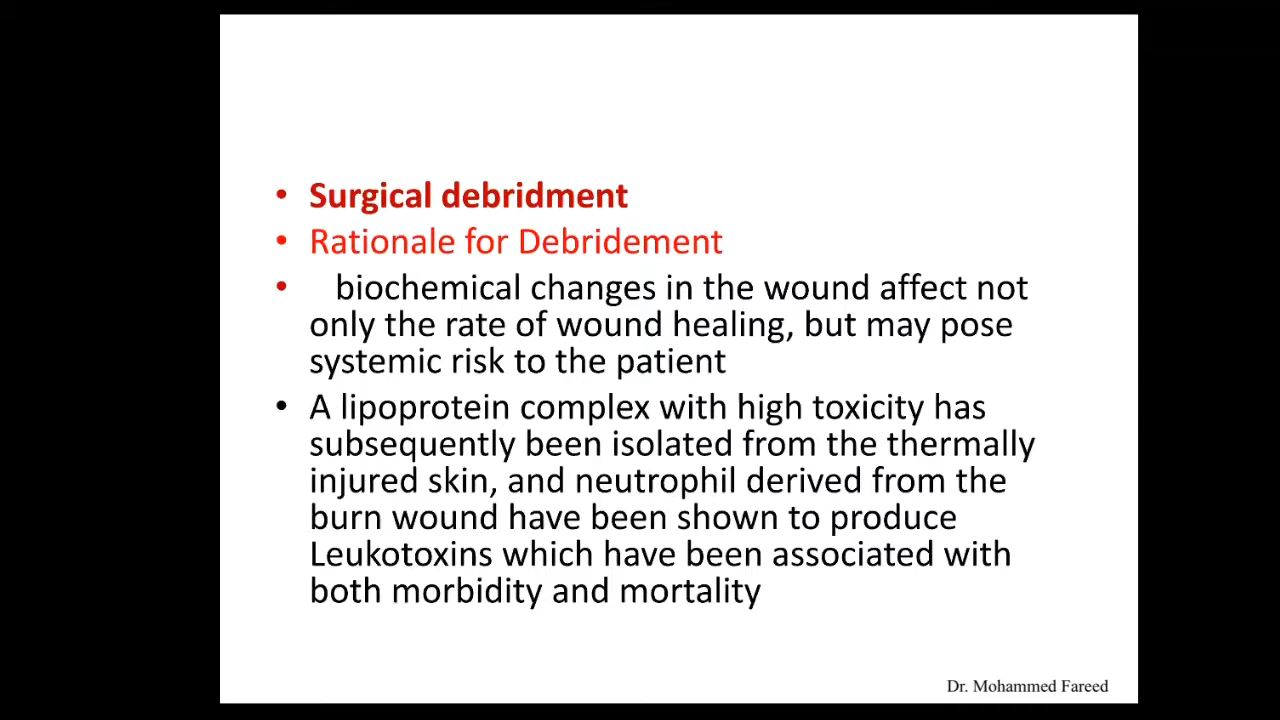 • Surgical debridment
• Rationale for Debridement
• biochemical changes in the wound affect not
only the rate of wound healing, but may pose
systemic risk to the patient
• A lipoprotein complex with high toxicity has
subsequently been isolated from the thermally
injured skin, and neutrophil derived from the
burn wound have been shown to produce
Leukotoxins which have been associated with
both morbidity and mortality
Dr. Mohammed Fareed